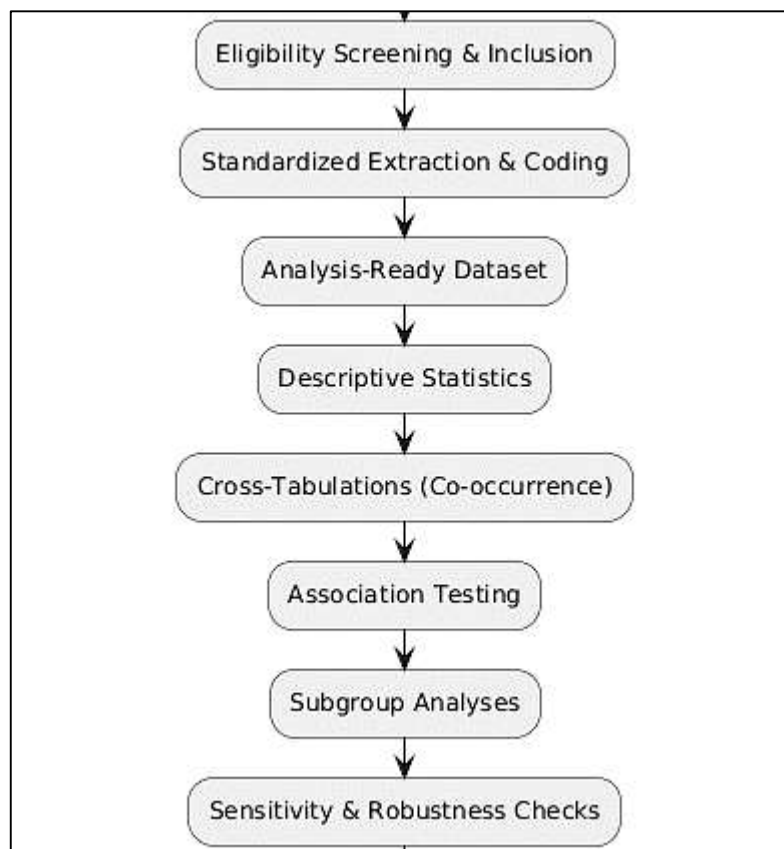 Eligibility Screening & Inclusion
Standardized Extraction & Coding
Analysis-Ready Dataset
Descriptive Statistics
Cross-Tabulations (Co-occurrence)
Association Testing
Subgroup Analyses
Sensitivity & Robustness Checks